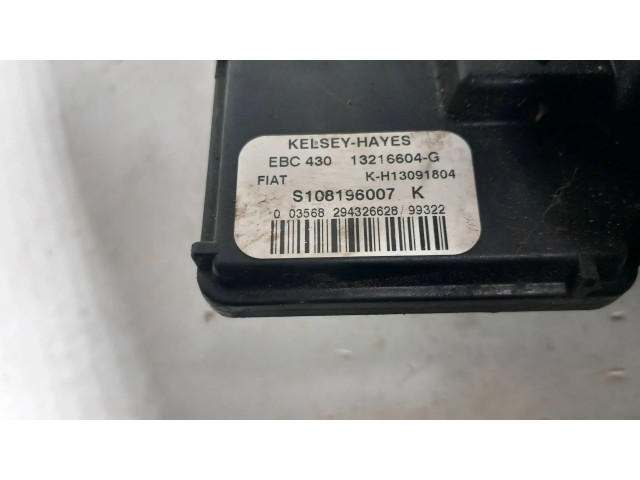 KELSEY-HAYES
EBC 430 13216604-G
FIAT K-H13091804
S108196007 K
0 03568 294326628 99322